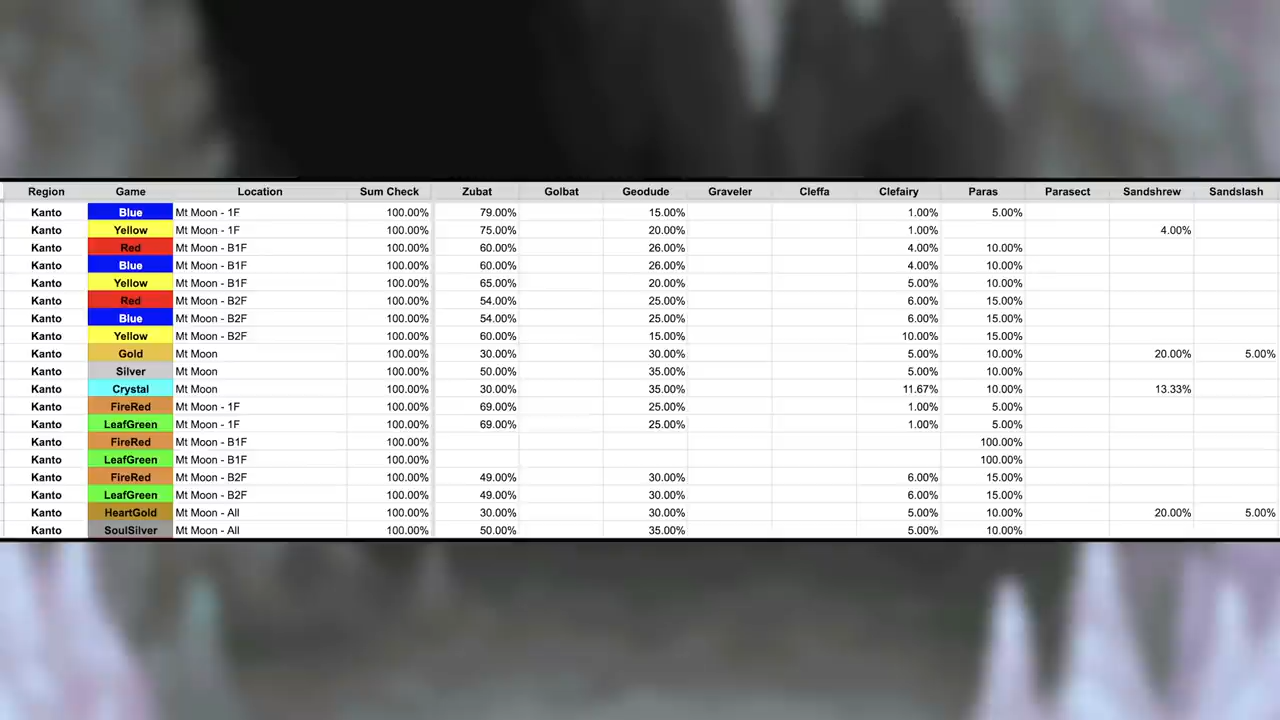 Region Game Location Sum Check Zubat Golbat Geodude Graveler Cleffa Clefairy Paras Parasect Sandshrew Sandslash
Kanto Blue Mt Moon - 1F 100.00% 79.00% 15.00% 1.00% 5.00%
Kanto Yellow Mt Moon - 1F 100.00% 75.00% 20.00% 1.00% 4.00%
Kanto Red Mt Moon - B1F 100.00% 60.00% 26.00% 4.00% 10.00%
Kanto Blue Mt Moon - B1F 100.00% 60.00% 26.00% 4.00% 10.00%
Kanto Yellow Mt Moon - B1F 100.00% 65.00% 20.00% 5.00% 10.00%
Kanto Red Mt Moon - B2F 100.00% 54.00% 25.00% 6.00% 15.00%
Kanto Blue Mt Moon - B2F 100.00% 54.00% 25.00% 6.00% 15.00%
Kanto Yellow Mt Moon - B2F 100.00% 60.00% 15.00% 10.00% 15.00%
Kanto Gold Mt Moon 100.00% 30.00% 30.00% 5.00% 10.00% 20.00% 5.00%
Kanto Silver Mt Moon 100.00% 50.00% 35.00% 5.00% 10.00%
Kanto Crystal Mt Moon 100.00% 30.00% 35.00% 11.67% 10.00% 13.33%
Kanto FireRed Mt Moon - 1F 100.00% 69.00% 25.00% 1.00% 5.00%
Kanto LeafGreen Mt Moon - 1F 100.00% 69.00% 25.00% 1.00% 5.00%
Kanto FireRed Mt Moon - B1F 100.00% 100.00%
Kanto LeafGreen Mt Moon - B1F 100.00% 100.00%
Kanto FireRed Mt Moon - B2F 100.00% 49.00% 30.00% 6.00% 15.00%
Kanto LeafGreen Mt Moon - B2F 100.00% 49.00% 30.00% 6.00% 15.00%
Kanto HeartGold Mt Moon - All 100.00% 30.00% 30.00% 5.00% 10.00% 20.00% 5.00%
Kanto SoulSilver Mt Moon - All 100.00% 50.00% 35.00% 5.00% 10.00%